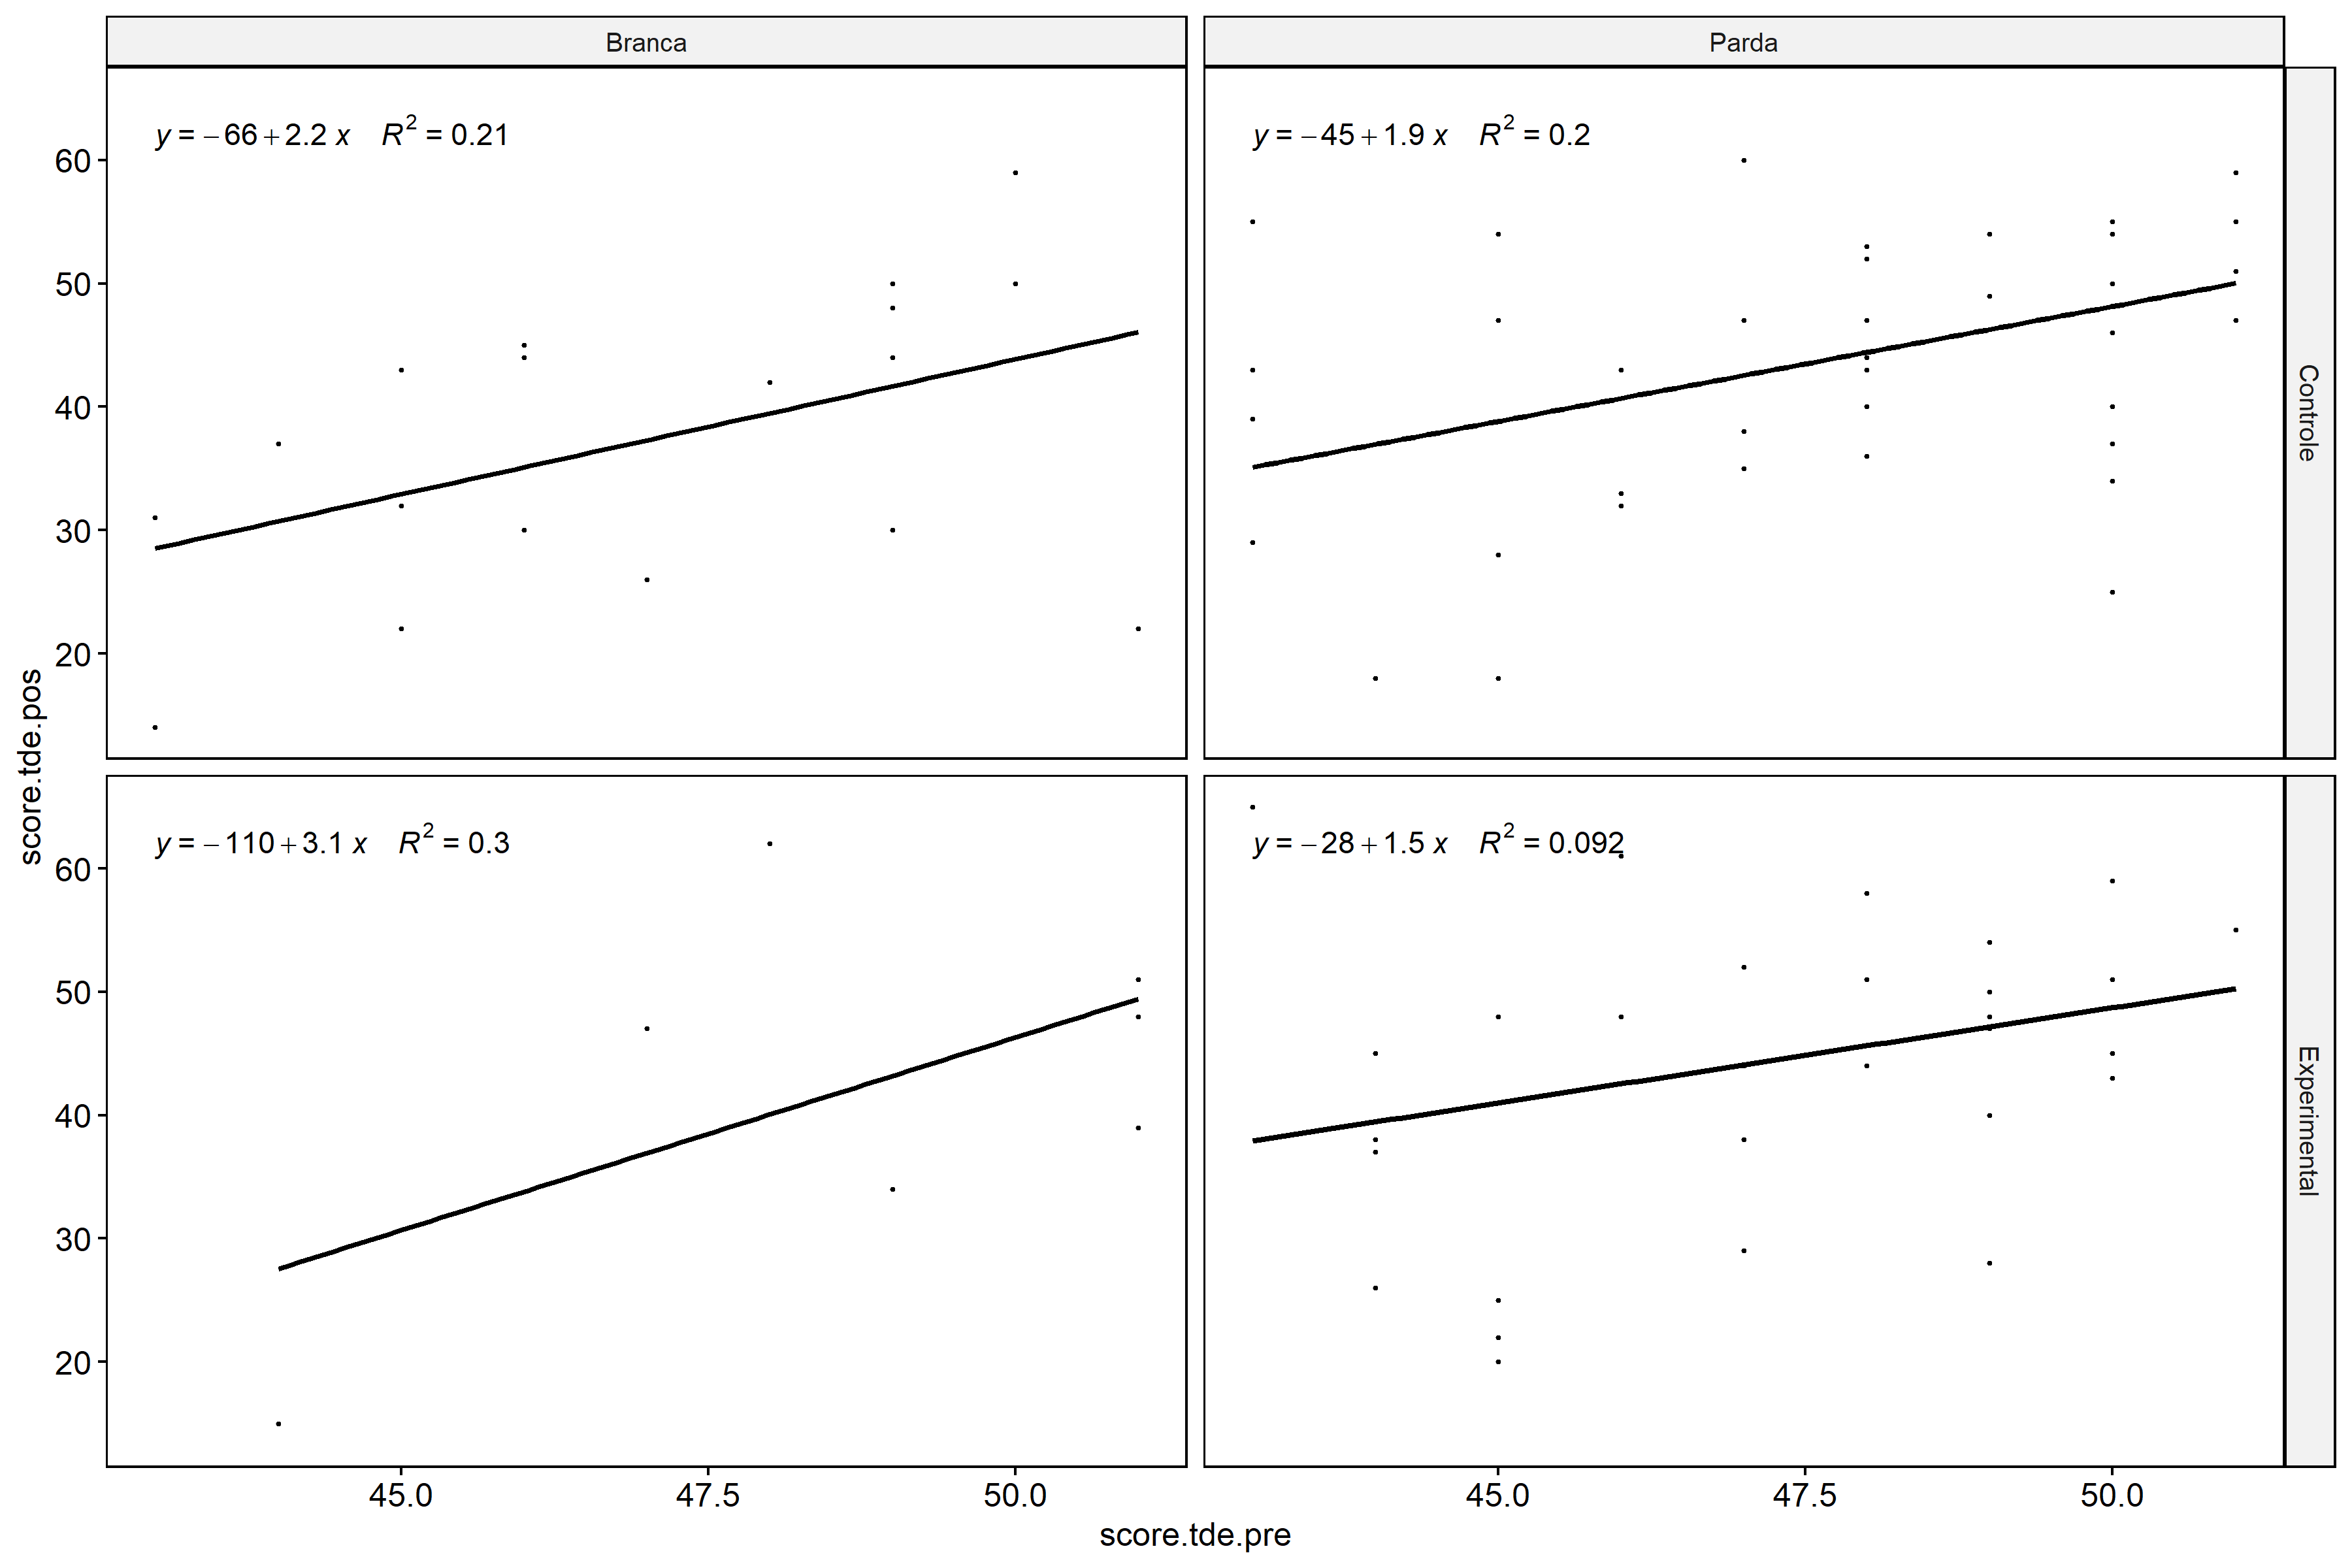 Branca
Parda
y = −66 + 2.2 x R² = 0.21
y = −45 + 1.9 x R² = 0.2
60
50
40
30
20
Controle
score.tde.pos
y = −110 + 3.1 x R² = 0.3
y = −28 + 1.5 x R² = 0.092
60
50
40
30
20
Experimental
45.0
47.5
50.0
45.0
47.5
50.0
score.tde.pre